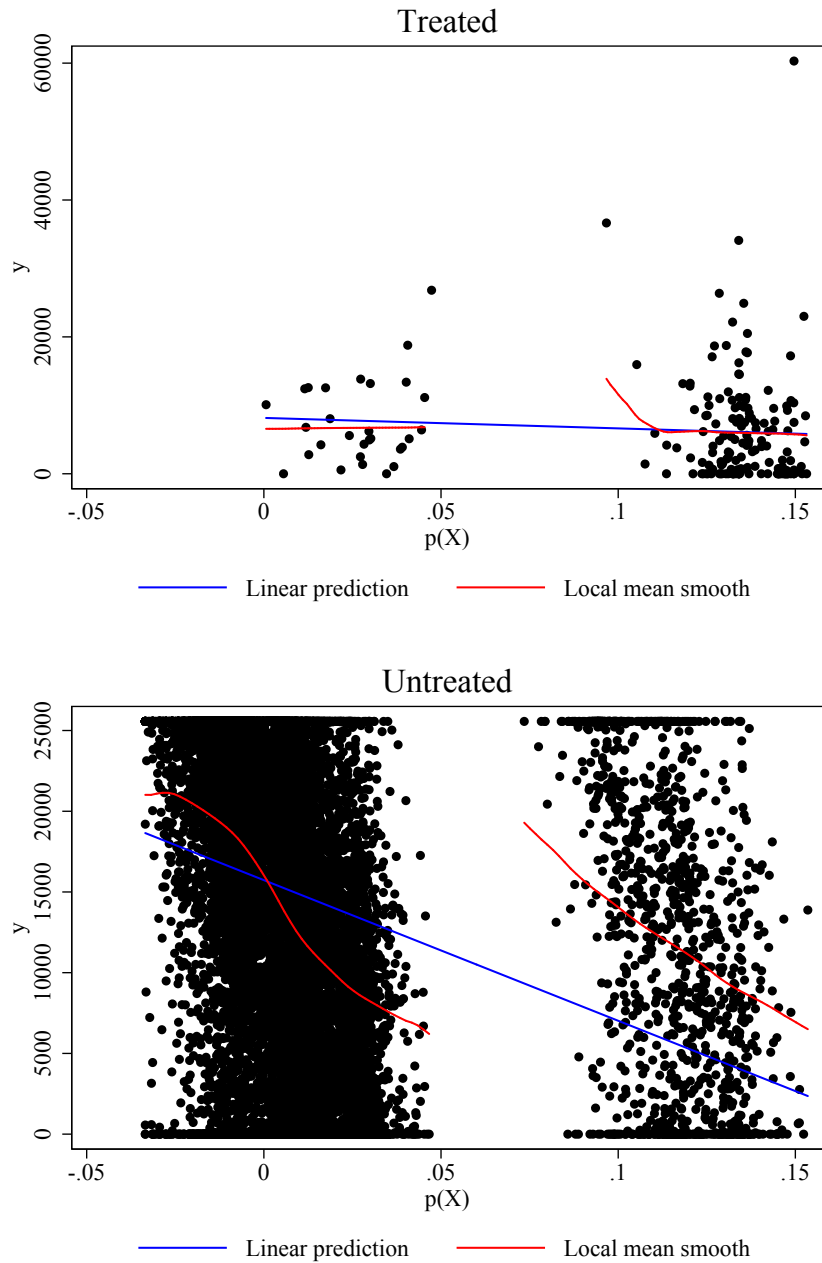 Treated
60000
40000
20000
0
y
-.05 0 .05 .1 .15
p(X)
Linear prediction Local mean smooth
Untreated
25000
20000
15000
10000
5000
0
y
-.05 0 .05 .1 .15
p(X)
Linear prediction Local mean smooth